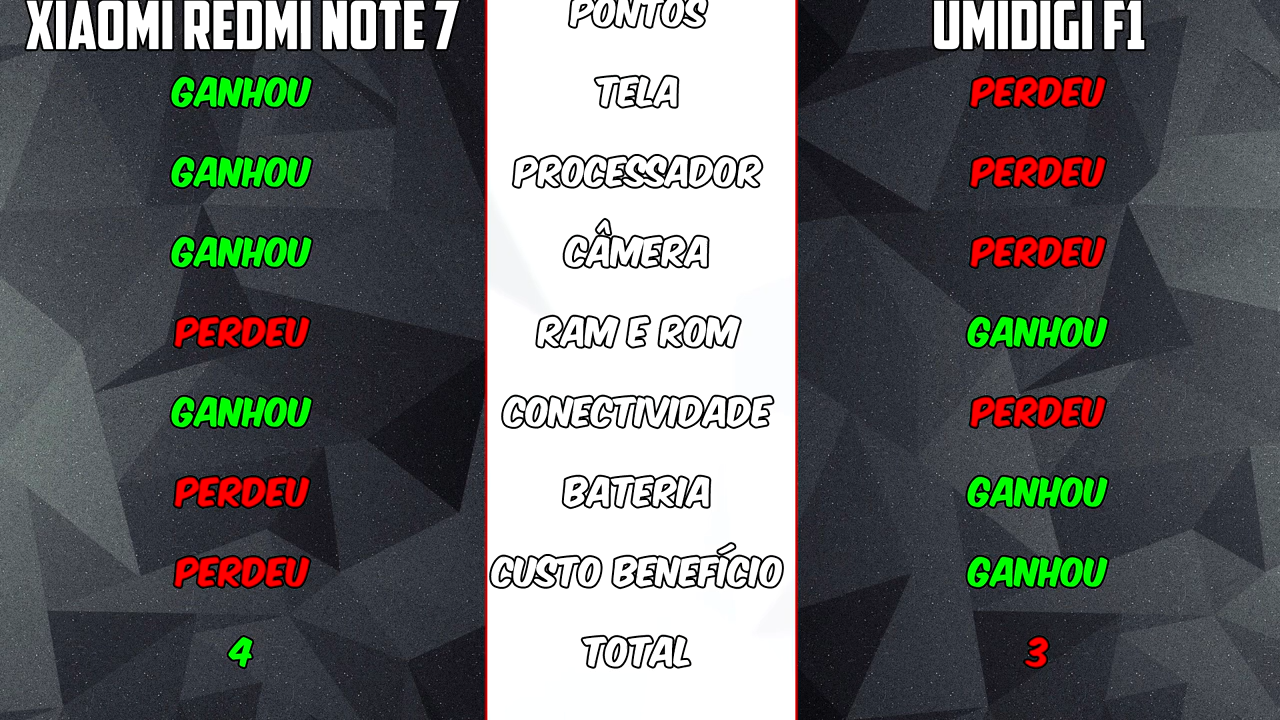 XIAOMI REDMI NOTE 7 PONTOS UMIDIGI F1
GANHOU TELA PERDEU
GANHOU PROCESSADOR PERDEU
GANHOU CÂMERA PERDEU
PERDEU RAM E ROM GANHOU
GANHOU CONECTIVIDADE PERDEU
PERDEU BATERIA GANHOU
PERDEU CUSTO BENEFÍCIO GANHOU
4 TOTAL 3